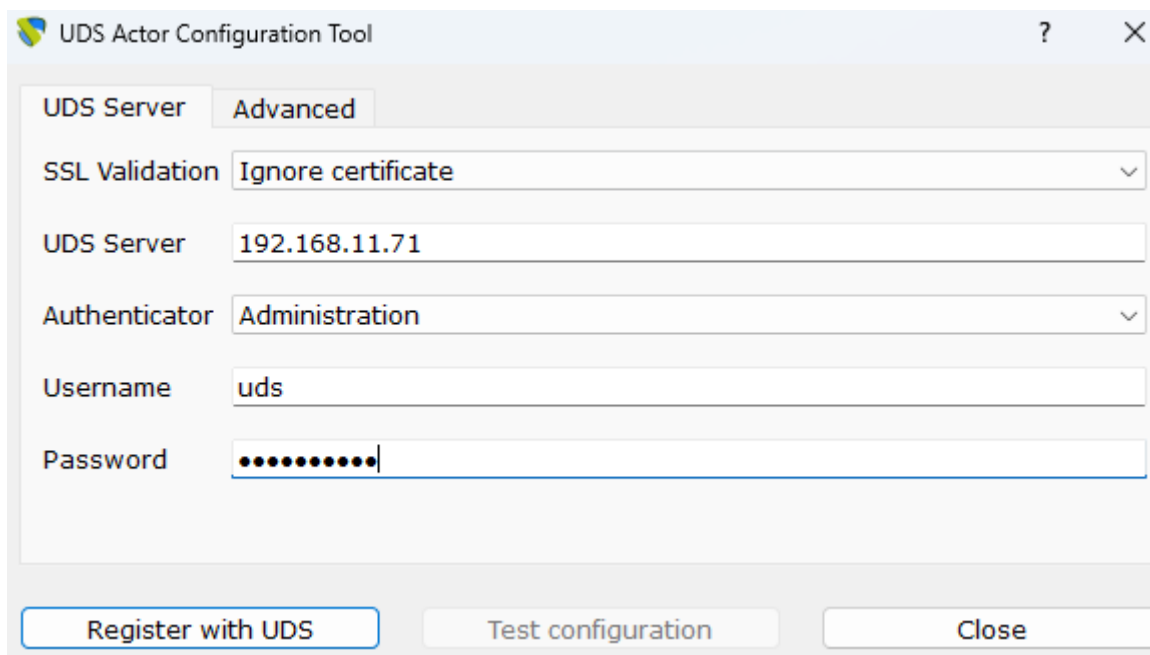 UDS Actor Configuration Tool ?
UDS Server Advanced
SSL Validation Ignore certificate
UDS Server 192.168.11.71
Authenticator Administration
Username uds
Password ••••••••••
Register with UDS Test configuration Close